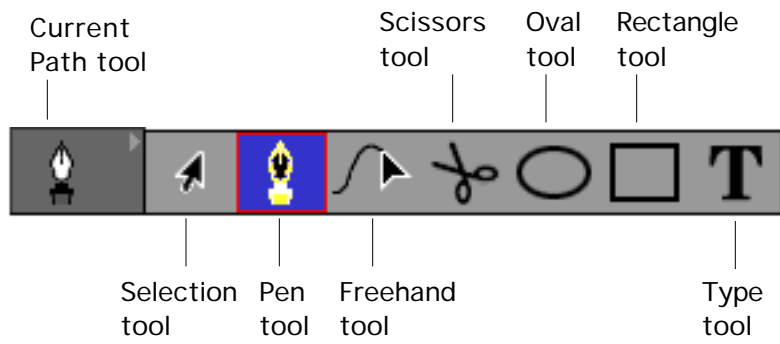 Current
Path tool
Scissors
tool
Oval
tool
Rectangle
tool
T
Selection
tool
Pen
tool
Freehand
tool
Type
tool